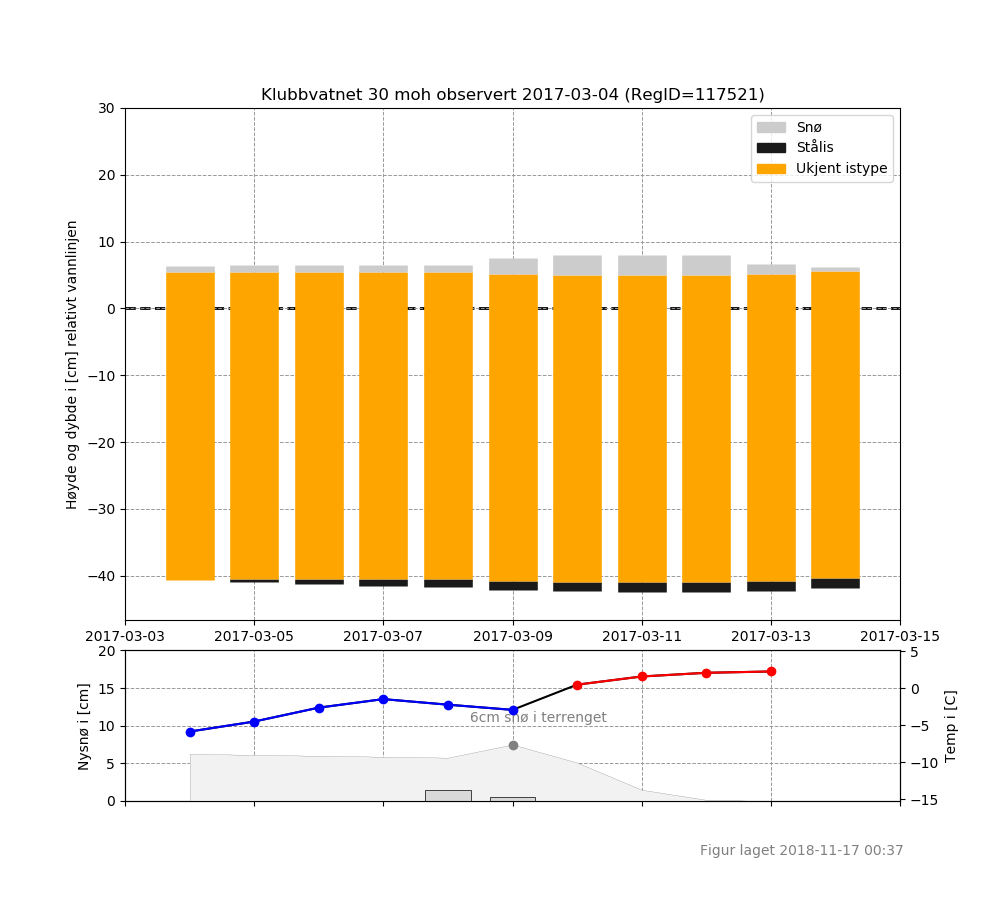 Klubbvatnet 30 moh observert 2017-03-04 (RegID=117521)
Snø
Stålis
Ukjent istype
Høyde og dybde i [cm] relativt vannlinjen
30
20
10
0
−10
−20
−30
−40
2017-03-03 2017-03-05 2017-03-07 2017-03-09 2017-03-11 2017-03-13 2017-03-15
Nysnø i [cm]
20
15
10
5
0
6cm snø i terrenget
5
0
−5
−10
−15
Temp i [C]
Figur laget 2018-11-17 00:37